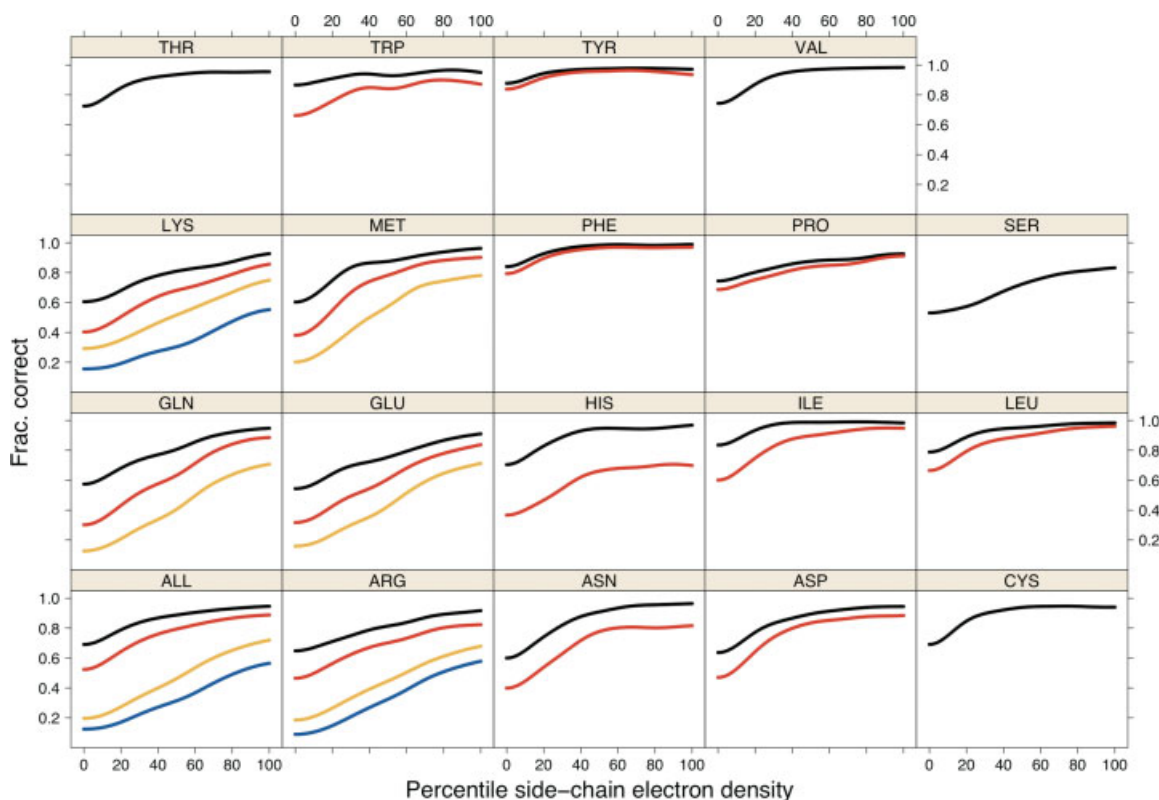 0 20 40 60 80 100 0 20 40 60 80 100
THR TRP TYR VAL
1.0
0.8
0.6
0.4
0.2
LYS MET PHE PRO SER
1.0
0.8
0.6
0.4
0.2
Frac. correct
GLN GLU HIS ILE LEU
1.0
0.8
0.6
0.4
0.2
ALL ARG ASN ASP CYS
1.0
0.8
0.6
0.4
0.2
0 20 40 60 80 100 0 20 40 60 80 100 0 20 40 60 80 100
Percentile side-chain electron density